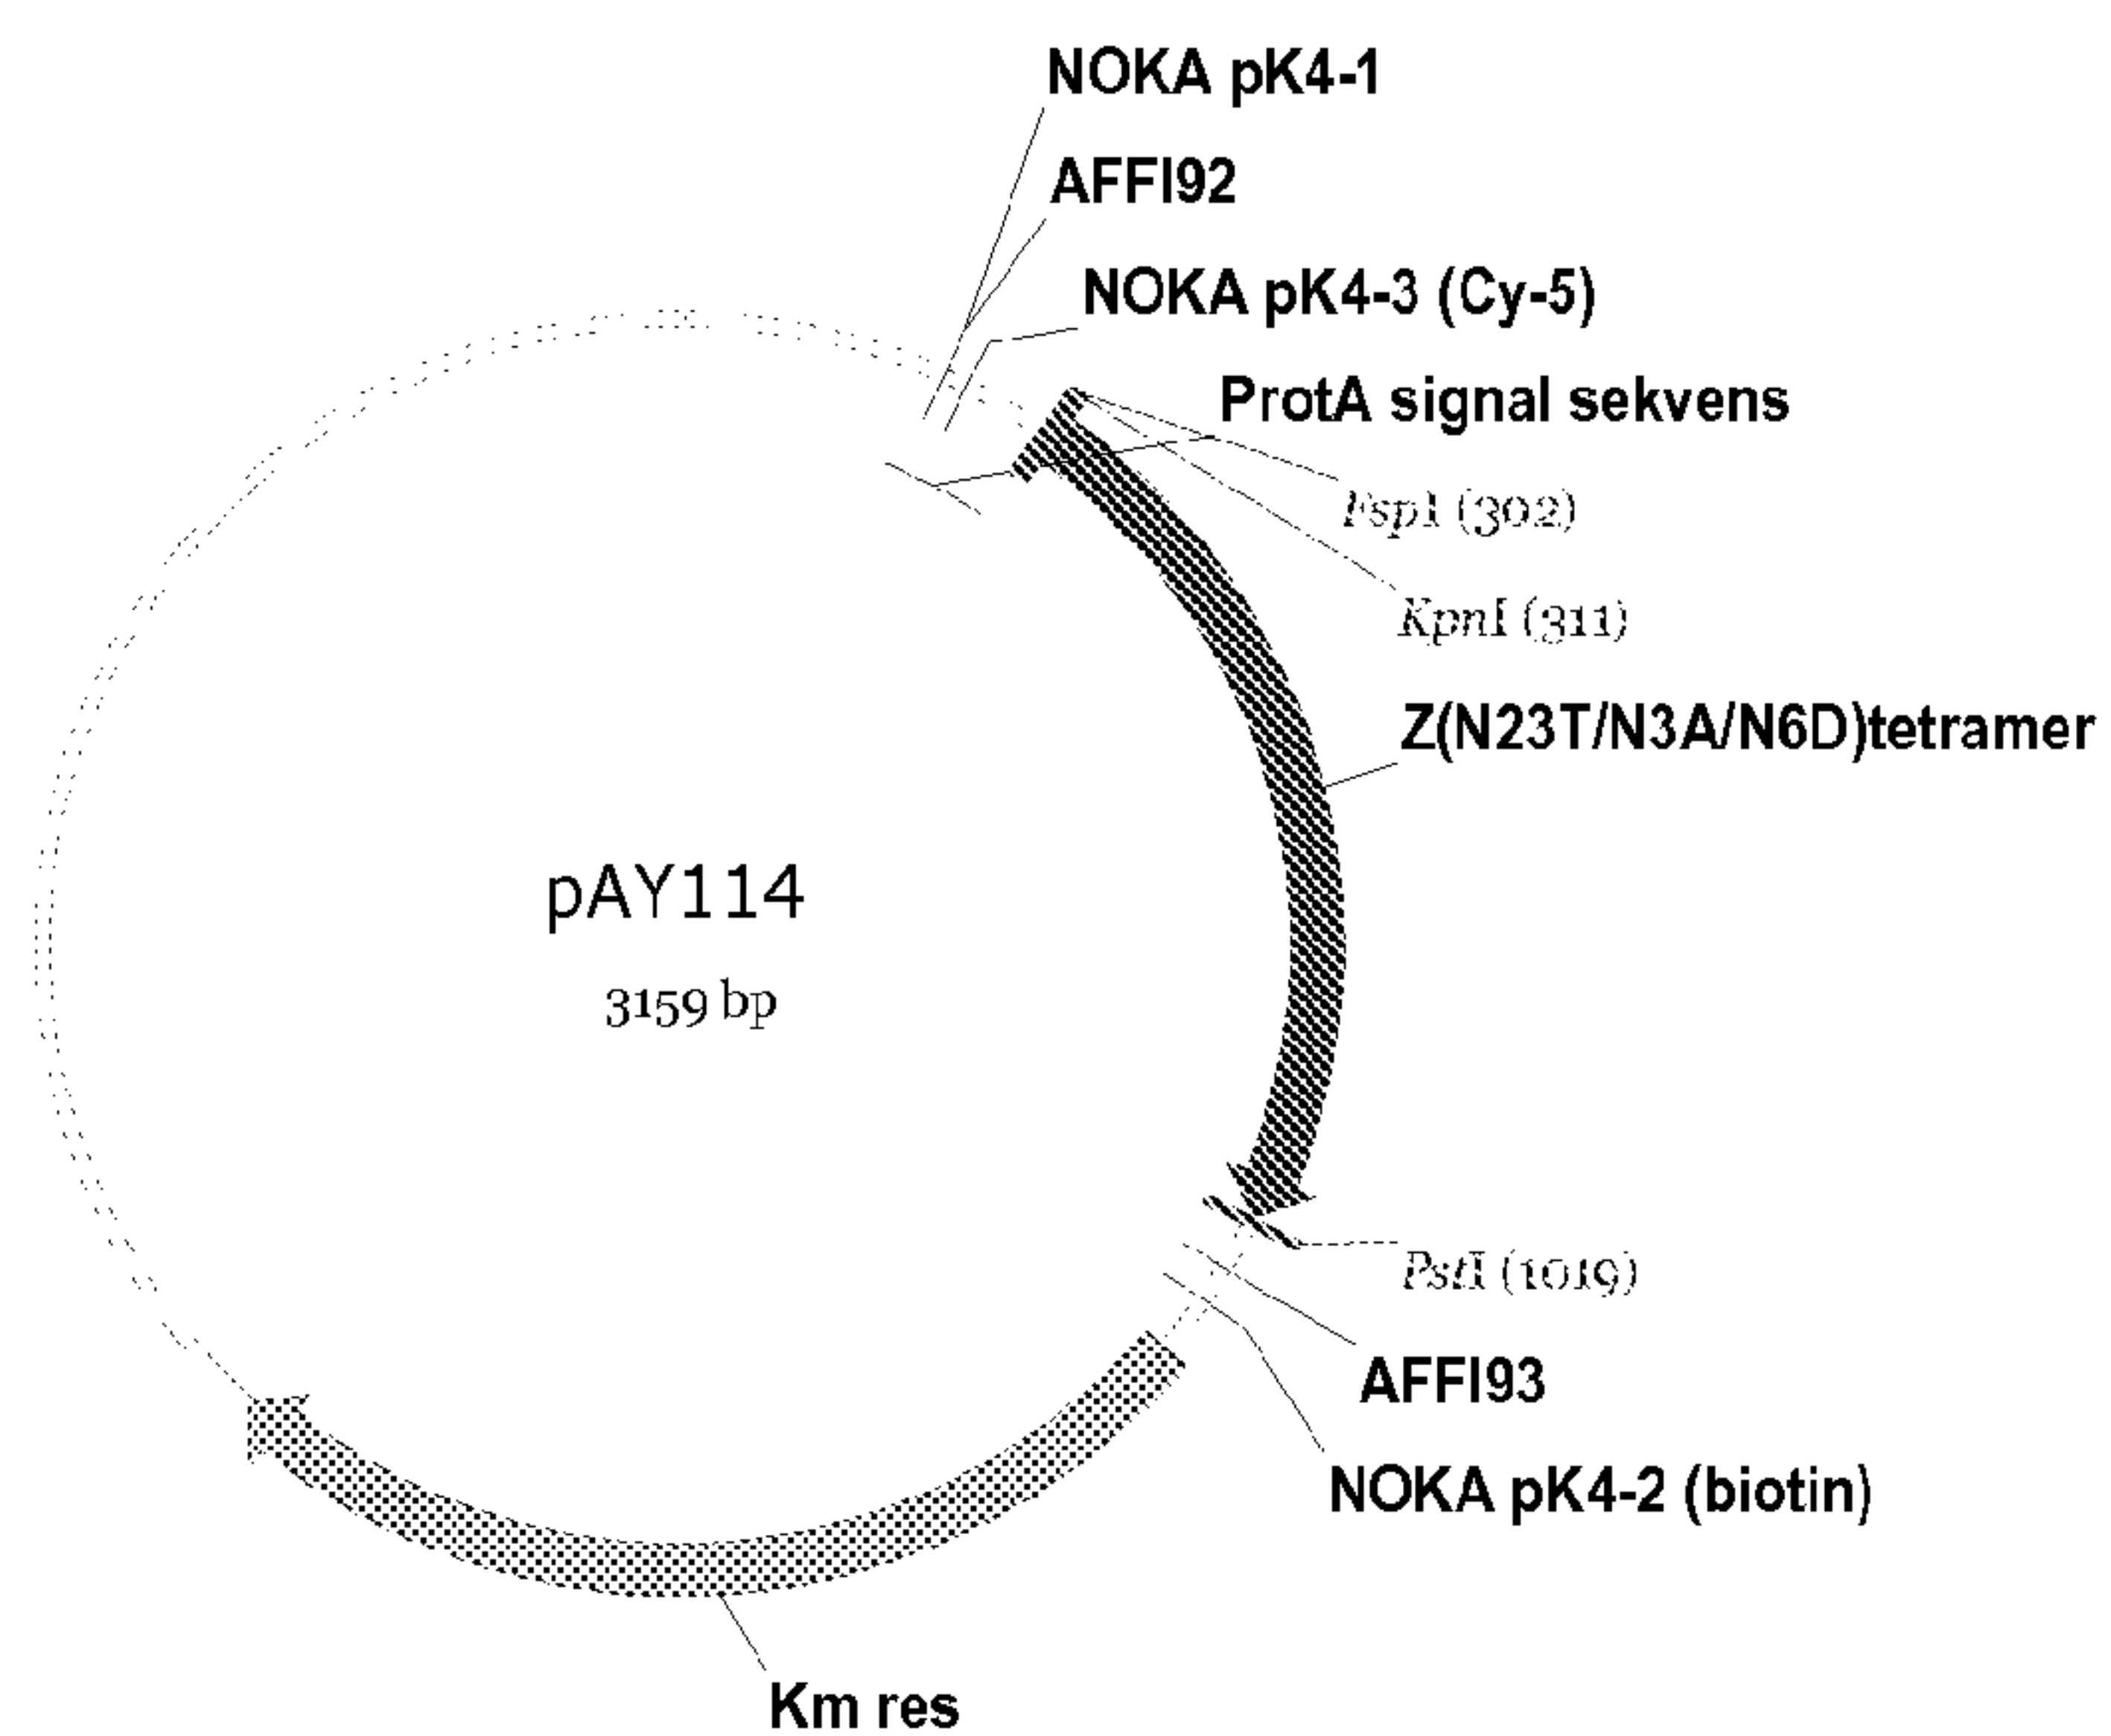 NOKA pK4-1
AFFI92
NOKA pK4-3 (Cy-5)
ProtA signal sekvens
FspI (302)
KpnI (311)
Z(N23T/N3A/N6D)tetramer
pAY114
3159 bp
PstI (1019)
AFFI93
NOKA pK4-2 (biotin)
Km res